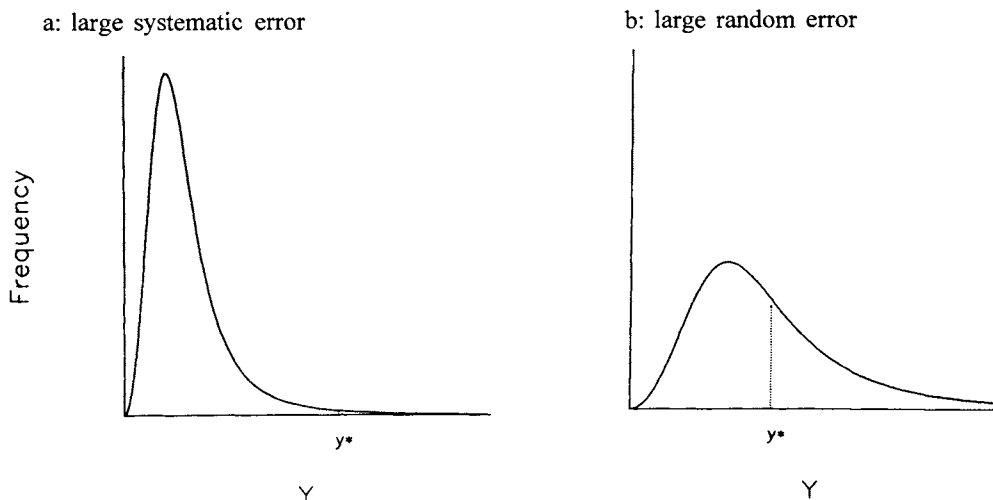 a: large systematic error
b: large random error
Frequency
y*
y*
Y
Y